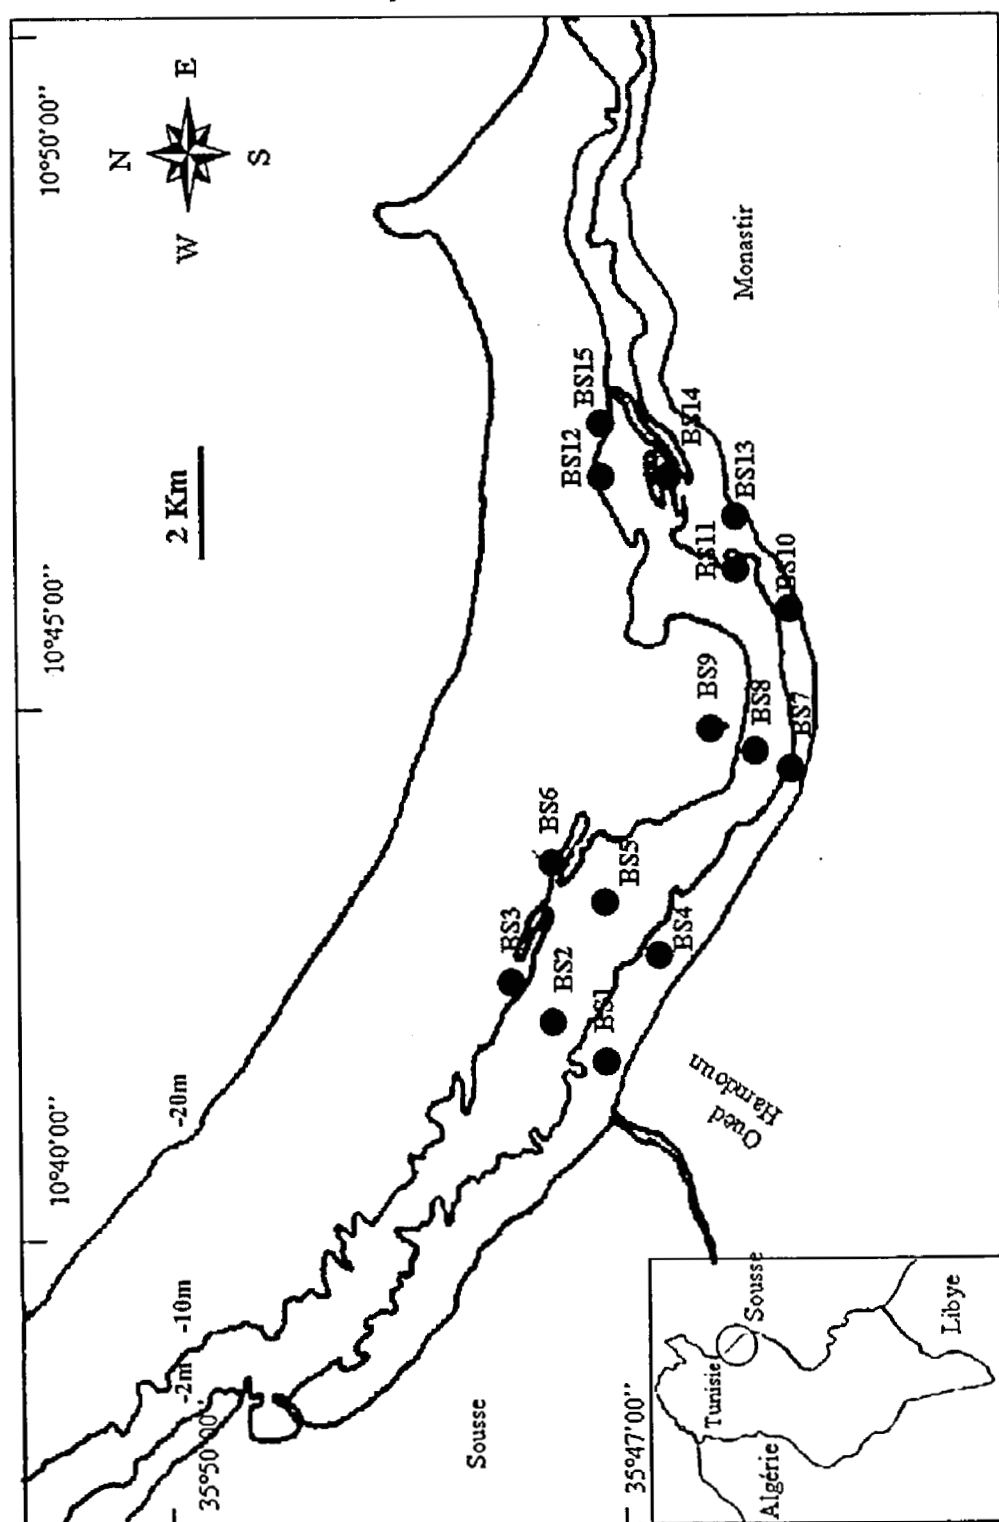 10°40'00''
10°45'00''
10°50'00''
N
W
E
S
2 Km
-20m
-10m
-2m
35°50'00''
35°47'00''
BS3
BS6
BS2
BS5
BS1
BS4
BS9
BS8
BS7
BS12
BS15
BS14
BS11
BS13
BS10
Monastir
Oued
Hamdoun
Sousse
Tunisie
Sousse
Algérie
Libye